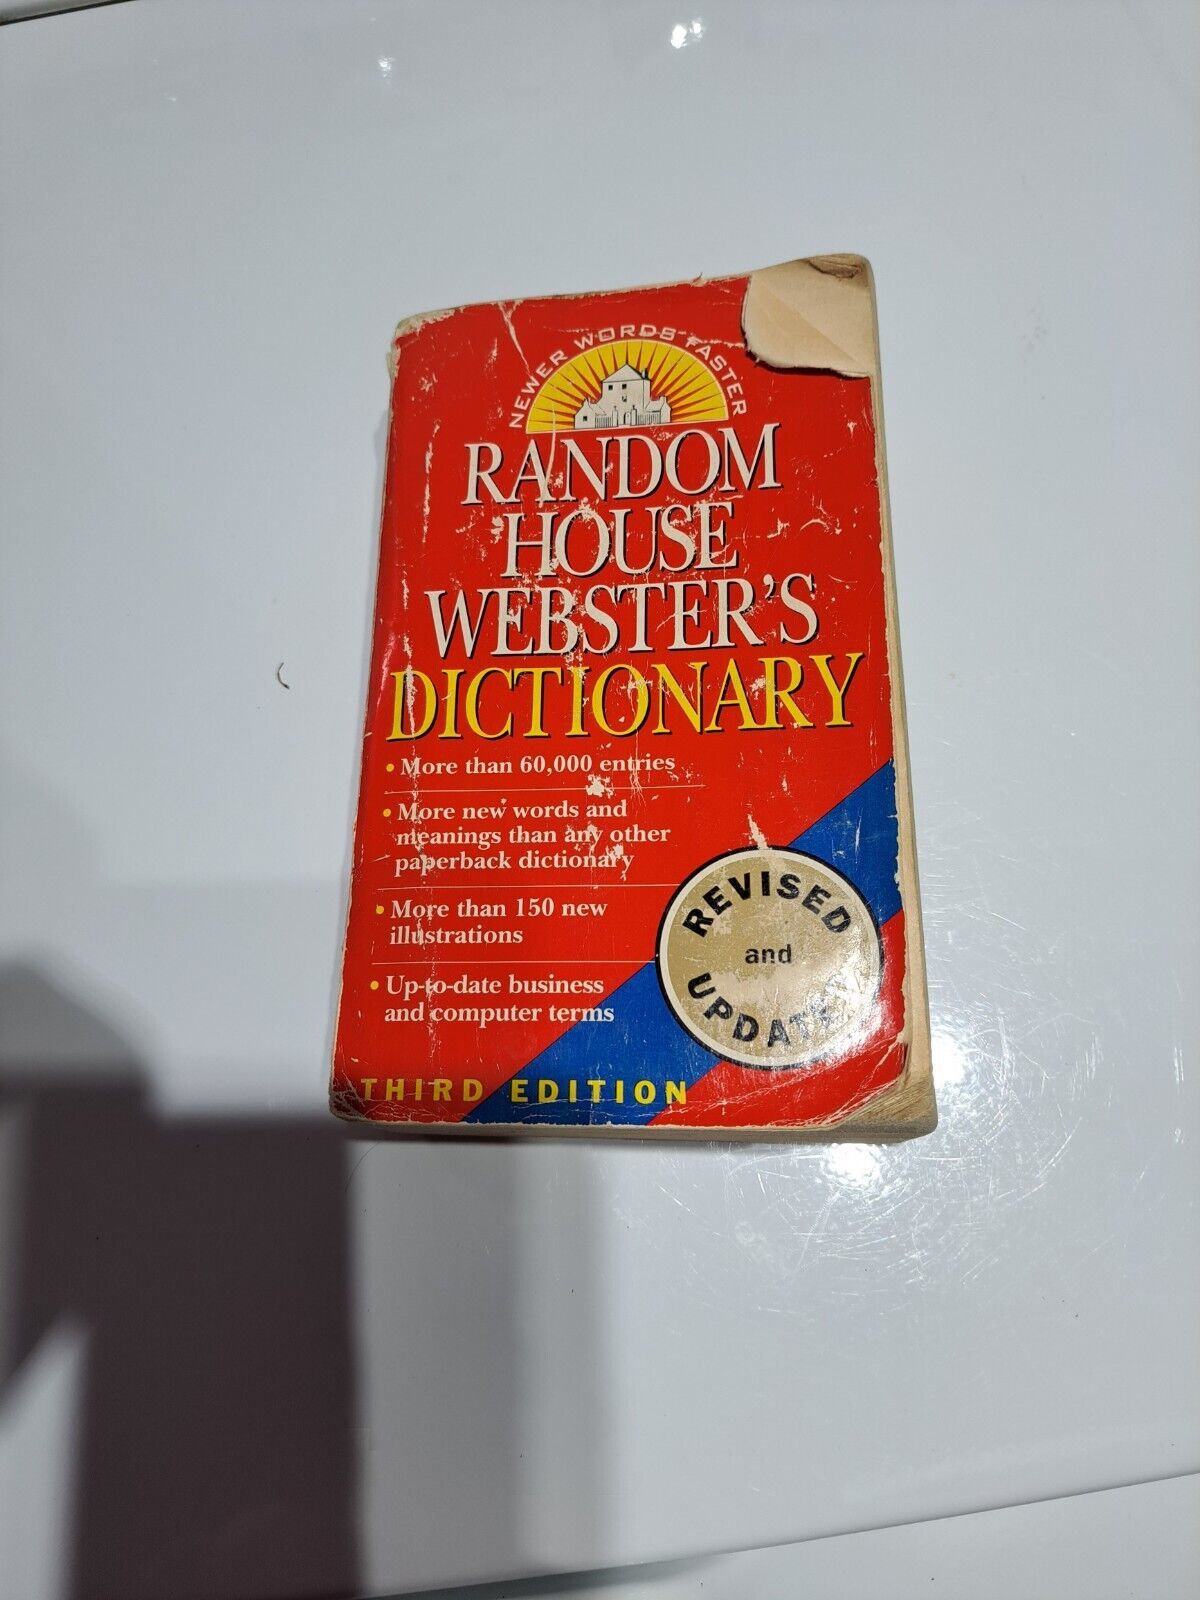 NEWER WORDS FASTER
RANDOM
HOUSE
WEBSTER'S
DICTIONARY
• More than 60,000 entries
• More new words and
meanings than any other
paperback dictionary
• More than 150 new
illustrations
• Up-to-date business
and computer terms
REVISED
and
UPDATED
THIRD EDITION